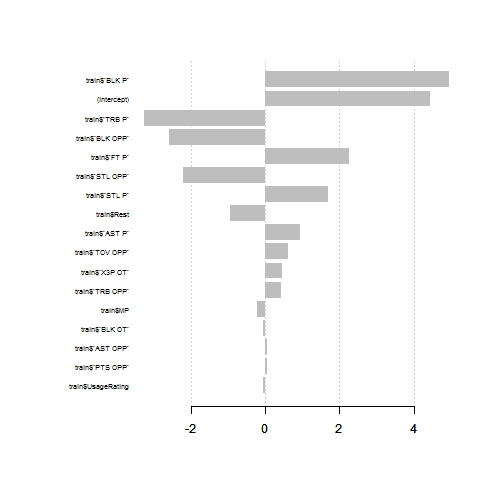 train$"BLK P"
(Intercept)
train$"TRB P"
train$"BLK OPP"
train$"FT P"
train$"STL OPP"
train$"STL P"
train$Rest
train$"AST P"
train$"TOV OPP"
train$"X3P OT"
train$"TRB OPP"
train$MP
train$"BLK OT"
train$"AST OPP"
train$"PTS OPP"
train$UsageRating
-2 0 2 4